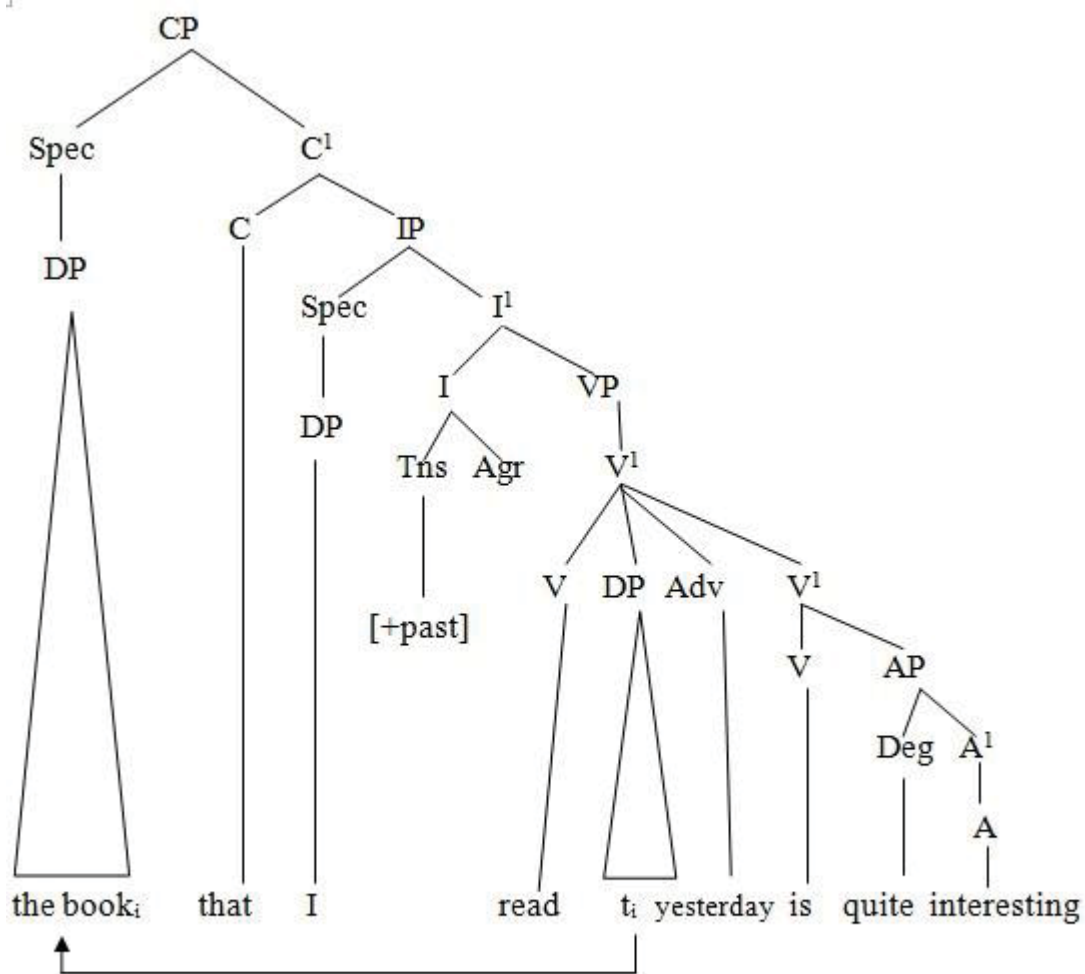 CP
Spec C¹
C IP
DP
Spec I¹
I VP
DP
Tns Agr V¹
V DP Adv V¹
[+past]
V AP
Deg A¹
A
the bookᵢ that I read tᵢ yesterday is quite interesting